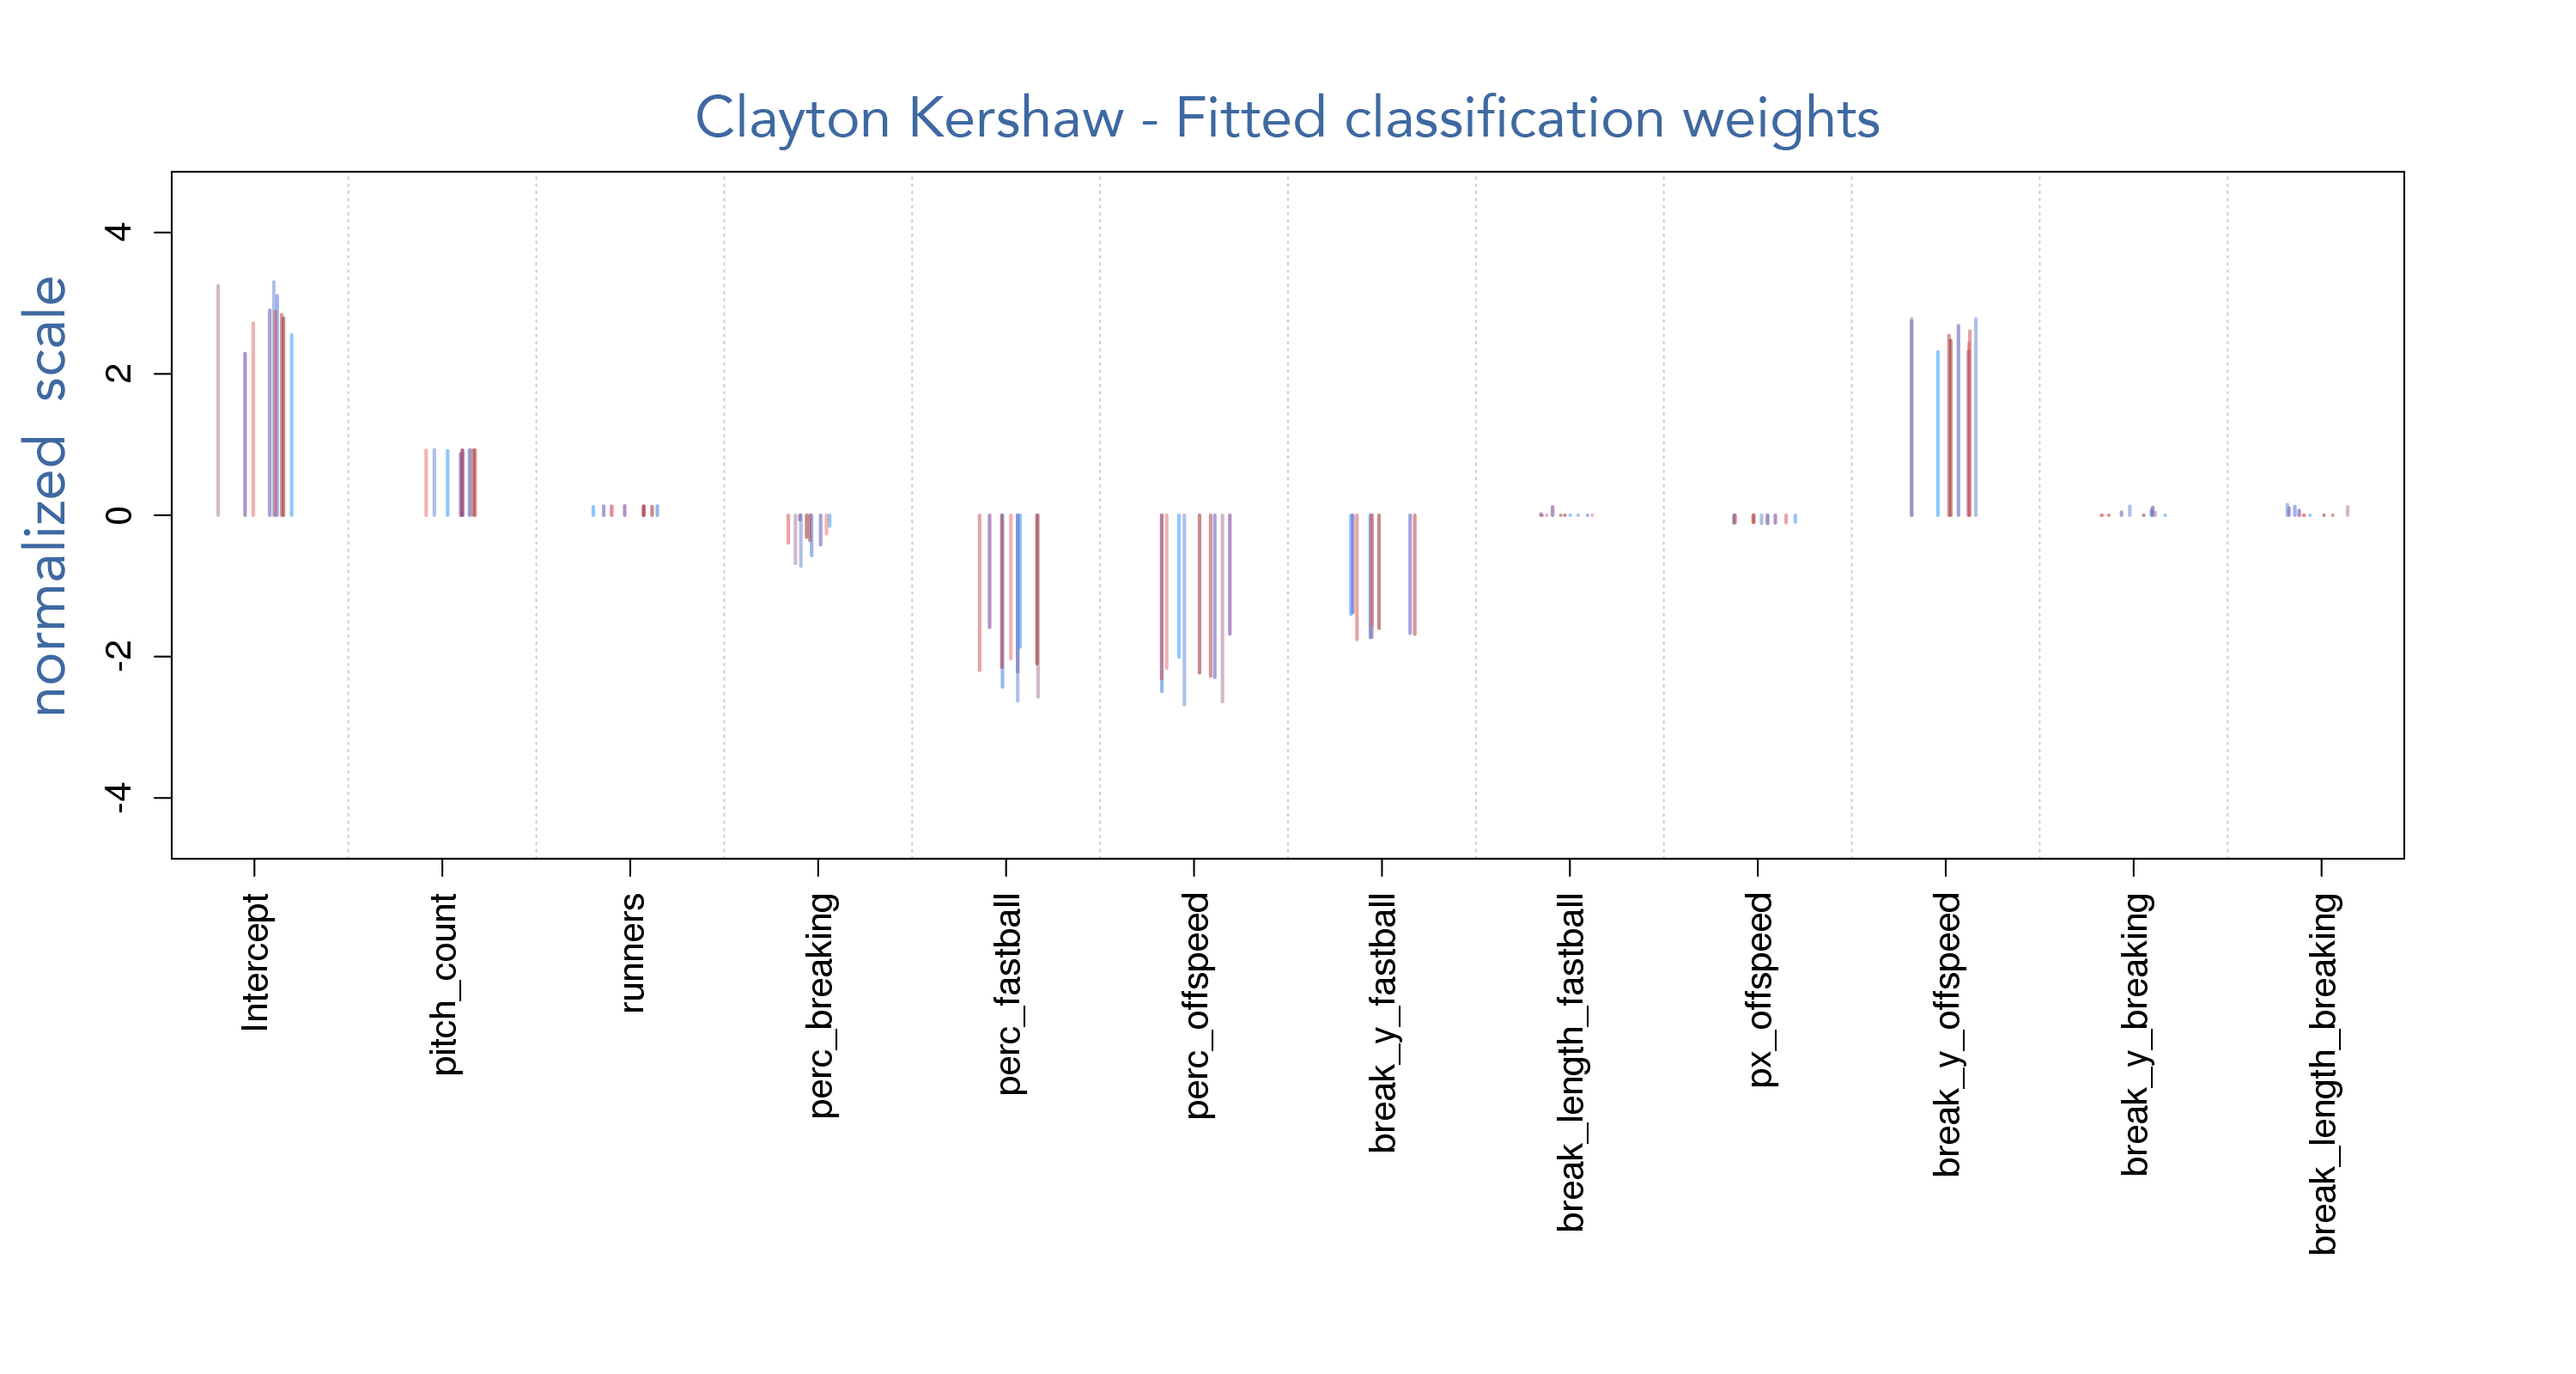 Clayton Kershaw - Fitted classification weights
normalized scale
4
2
0
-2
-4
Intercept
pitch_count
runners
perc_breaking
perc_fastball
perc_offspeed
break_y_fastball
break_length_fastball
px_offspeed
break_y_offspeed
break_y_breaking
break_length_breaking